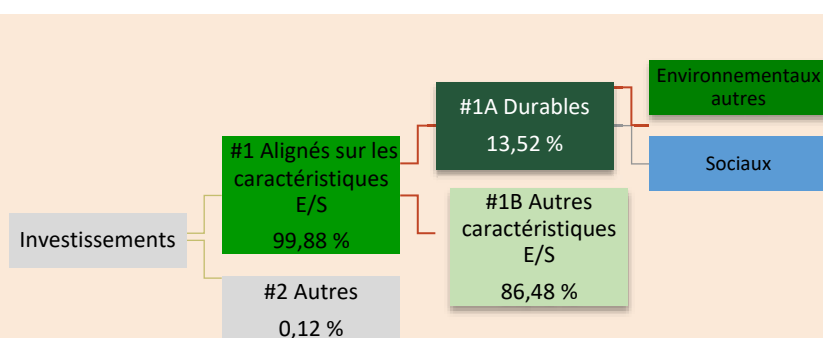 Investissements
#1 Alignés sur les
caractéristiques
E/S
99,88 %
#2 Autres
0,12 %
#1A Durables
13,52 %
#1B Autres
caractéristiques
E/S
86,48 %
Environnementaux
autres
Sociaux